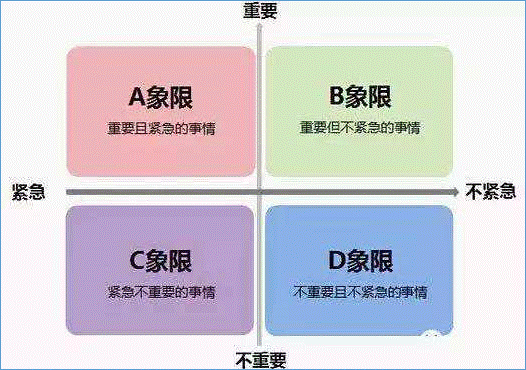 重要
A象限
重要且紧急的事情
B象限
重要但不紧急的事情
紧急
不紧急
C象限
紧急不重要的事情
D象限
不重要且不紧急的事情
不重要